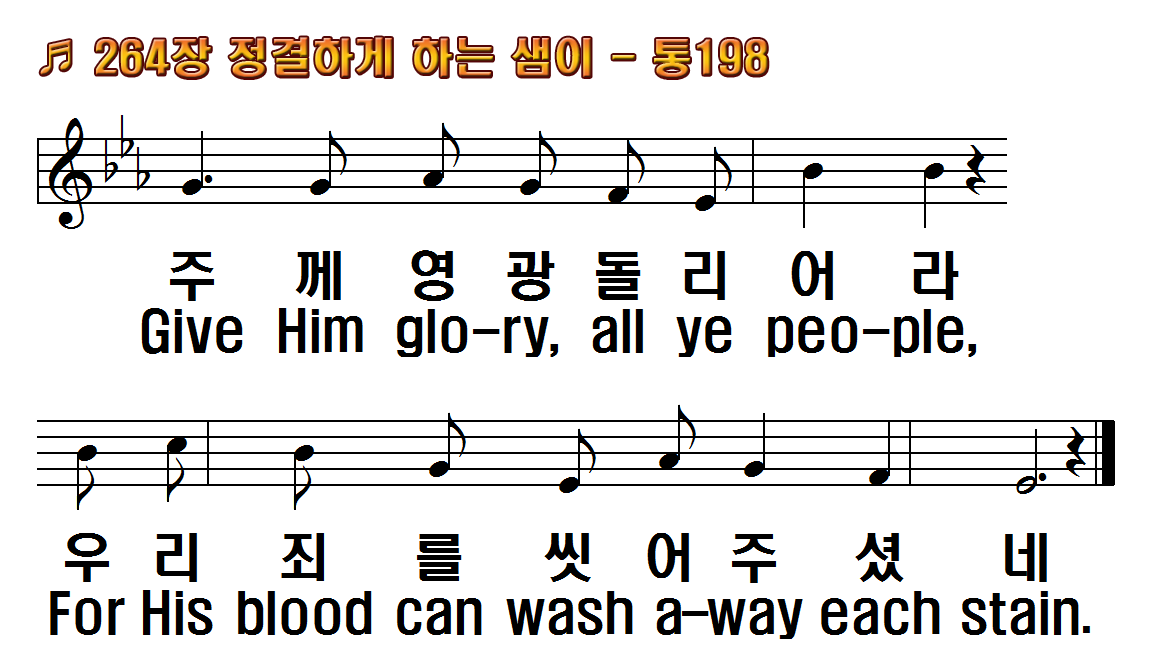 ♬ 264장 정결하게 하는 샘이 - 통198
주 께 영 광 돌 리 어 라
Give Him glo-ry, all ye peo-ple,
우 리 죄 를 씻 어 주 셨 네
For His blood can wash a-way each stain.